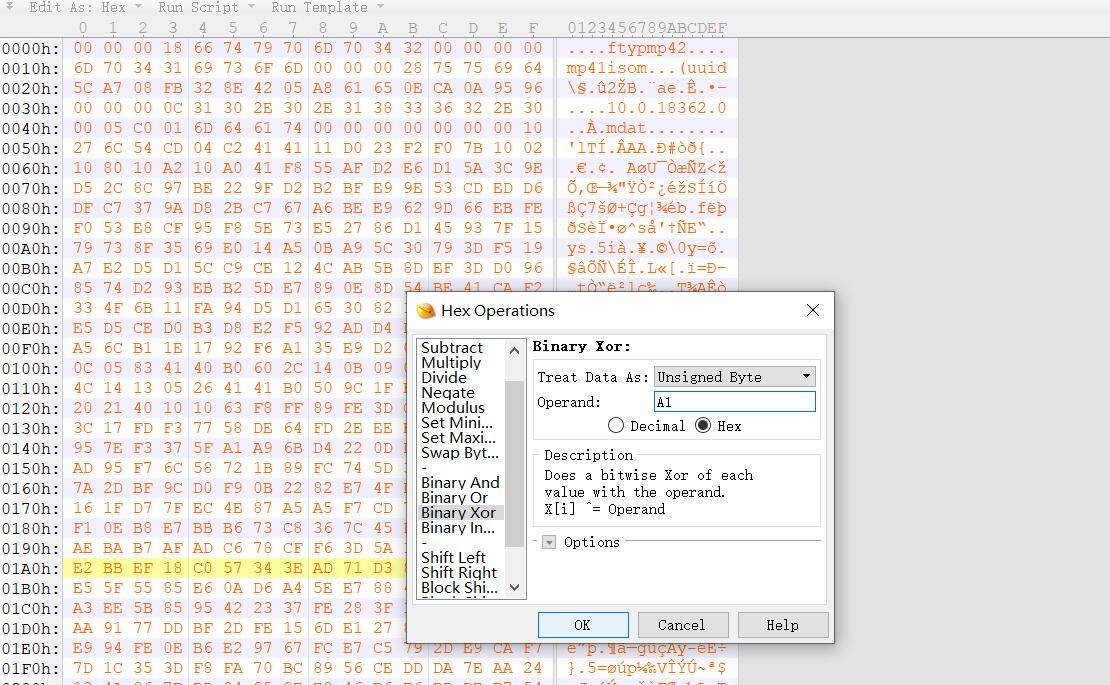 Edit As: Hex Run Script Run Template
0 1 2 3 4 5 6 7 8 9 A B C D E F 0123456789ABCDEF
0000h: 00 00 00 18 66 74 79 70 6D 70 34 32 00 00 00 00 ....ftypmp42....
0010h: 6D 70 34 31 69 73 6F 6D 00 00 00 28 75 75 69 64 mp41isom...(uuid
0020h: 5C A7 08 FB 32 8E 42 05 A8 61 65 0E CA 0A 95 96 \§.û2ŽB.¨ae.Ê.•–
0030h: 00 00 00 0C 31 30 2E 30 2E 31 38 33 36 32 2E 30 ....10.0.18362.0
0040h: 00 05 C0 01 6D 64 61 74 00 00 00 00 00 00 00 10 ..À.mdat........
0050h: 27 6C 54 CD 04 C2 41 41 11 D0 23 F2 F0 7B 10 02 'lTÍ.ÂAA.Ð#òð{..
0060h: 10 80 10 A2 10 A0 41 F8 55 AF D2 E6 D1 5A 3C 9E .€.¢. AøU¯ÒæÑZ<ž
0070h: D5 2C 8C 97 BE 22 9F D2 B2 BF E9 9E 53 CD ED D6 Õ,Œ—¾"ŸÒ²¿éžSÍíÖ
0080h: DF C7 37 9A D8 2B C7 67 A6 BE E9 62 9D 66 EB FE ßÇ7šØ+Çg¦¾éb.fëþ
0090h: F0 53 E8 CF 95 F8 5E 73 E5 27 86 D1 45 93 7F 15 ðSèÏ•ø^så'†ÑE“..
00A0h: 79 73 8F 35 69 E0 14 A5 0B A9 5C 30 79 3D F5 19 ys.5ià.¥.©\0y=õ.
00B0h: A7 E2 D5 D1 5C C9 CE 12 4C AB 5B 8D EF 3D D0 96 §âÕÑ\ÉÎ.L«[.ï=Ð–
00C0h: 85 74 D2 93 EB B2 5D E7 89 0E 8D 54 BE 41 CA F2 …tÒ“ë²]ç‰..T¾AÊò
00D0h: 33 4F 6B 11 FA 94 D5 D1 65 30 82
00E0h: E5 D5 CE D0 B3 D8 E2 F5 92 AD D4
00F0h: A5 6C B1 1E 17 92 F6 A1 35 E9 D2
0100h: 0C 05 83 41 40 B0 60 2C 14 0B 09
0110h: 4C 14 13 05 26 41 41 B0 50 9C 1F
0120h: 20 21 40 10 10 63 F8 FF 89 FE 3D
0130h: 3C 17 FD F3 77 58 DE 64 FD 2E EE
0140h: 95 7E F3 37 5F A1 A9 6B D4 22 0D
0150h: AD 95 F7 6C 58 72 1B 89 FC 74 5D
0160h: 7A 2D BF 9C D0 F9 0B 22 82 E7 4F
0170h: 16 1F D7 7F EC 4E 87 A5 A5 F7 CD
0180h: F1 0E B8 E7 BB B6 73 C8 36 7C 45
0190h: AE BA B7 AF AD C6 78 CF F6 3D 5A
01A0h: E2 BB EF 18 C0 57 34 3E AD 71 D3
01B0h: E5 5F 55 85 E6 0A D6 A4 5E E7 88
01C0h: A3 EE 5B 85 95 42 23 37 FE 28 3F
01D0h: AA 91 77 DD BF 2D FE 15 6D E1 27
01E0h: E9 94 FE 0E B6 E2 97 67 FC E7 C5 79 2D E9 CA F7 é”þ.¶â—güçÅy-éÊ÷
01F0h: 7D 1C 35 3D F8 FA 70 BC 89 56 CE DD DA 7E AA 24 }.5=øúp¼‰VÎÝÚ~ª$
Hex Operations
Subtract
Multiply
Divide
Negate
Modulus
Set Mini...
Set Maxi...
Swap Byt...
-
Binary And
Binary Or
Binary Xor
Binary In...
-
Shift Left
Shift Right
Block Shi...
Binary Xor:
Treat Data As: Unsigned Byte
Operand: A1
Decimal Hex
Description
Does a bitwise Xor of each
value with the operand.
X[i] ^= Operand
Options
OK Cancel Help